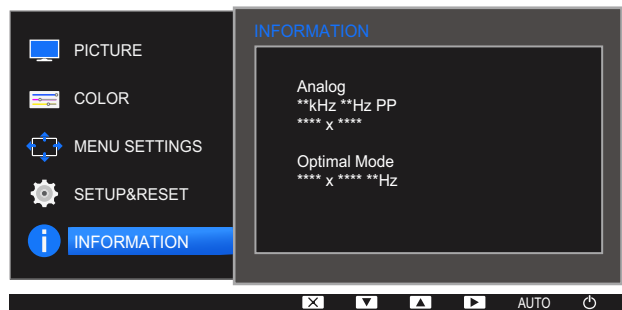 PICTURE
COLOR
MENU SETTINGS
SETUP&RESET
INFORMATION
INFORMATION
Analog
**kHz **Hz PP
**** x ****
Optimal Mode
**** x **** **Hz
AUTO